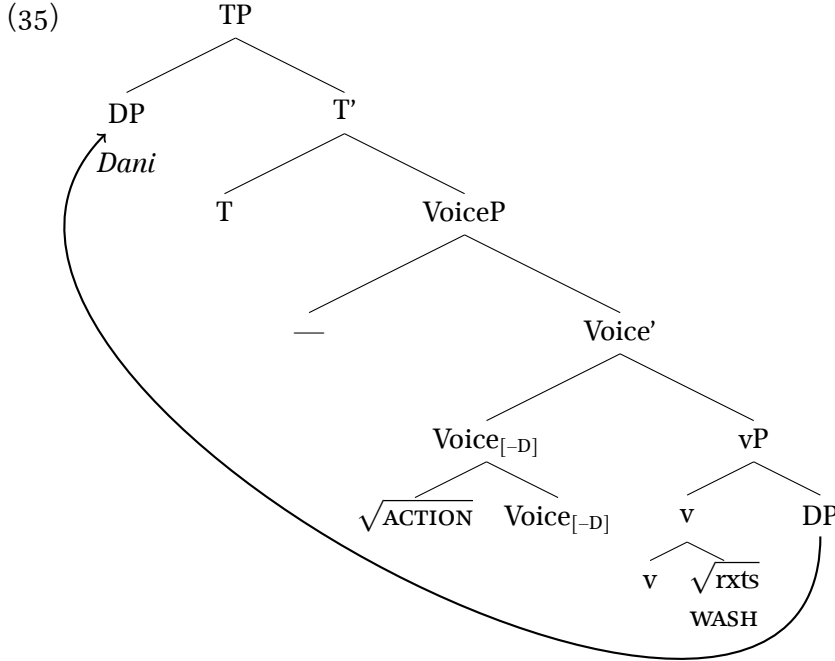 (35) TP
DP T’
Dani
T VoiceP
— Voice’
Voice[–D] vP
√ACTION Voice[–D] v DP
v √rxts
WASH